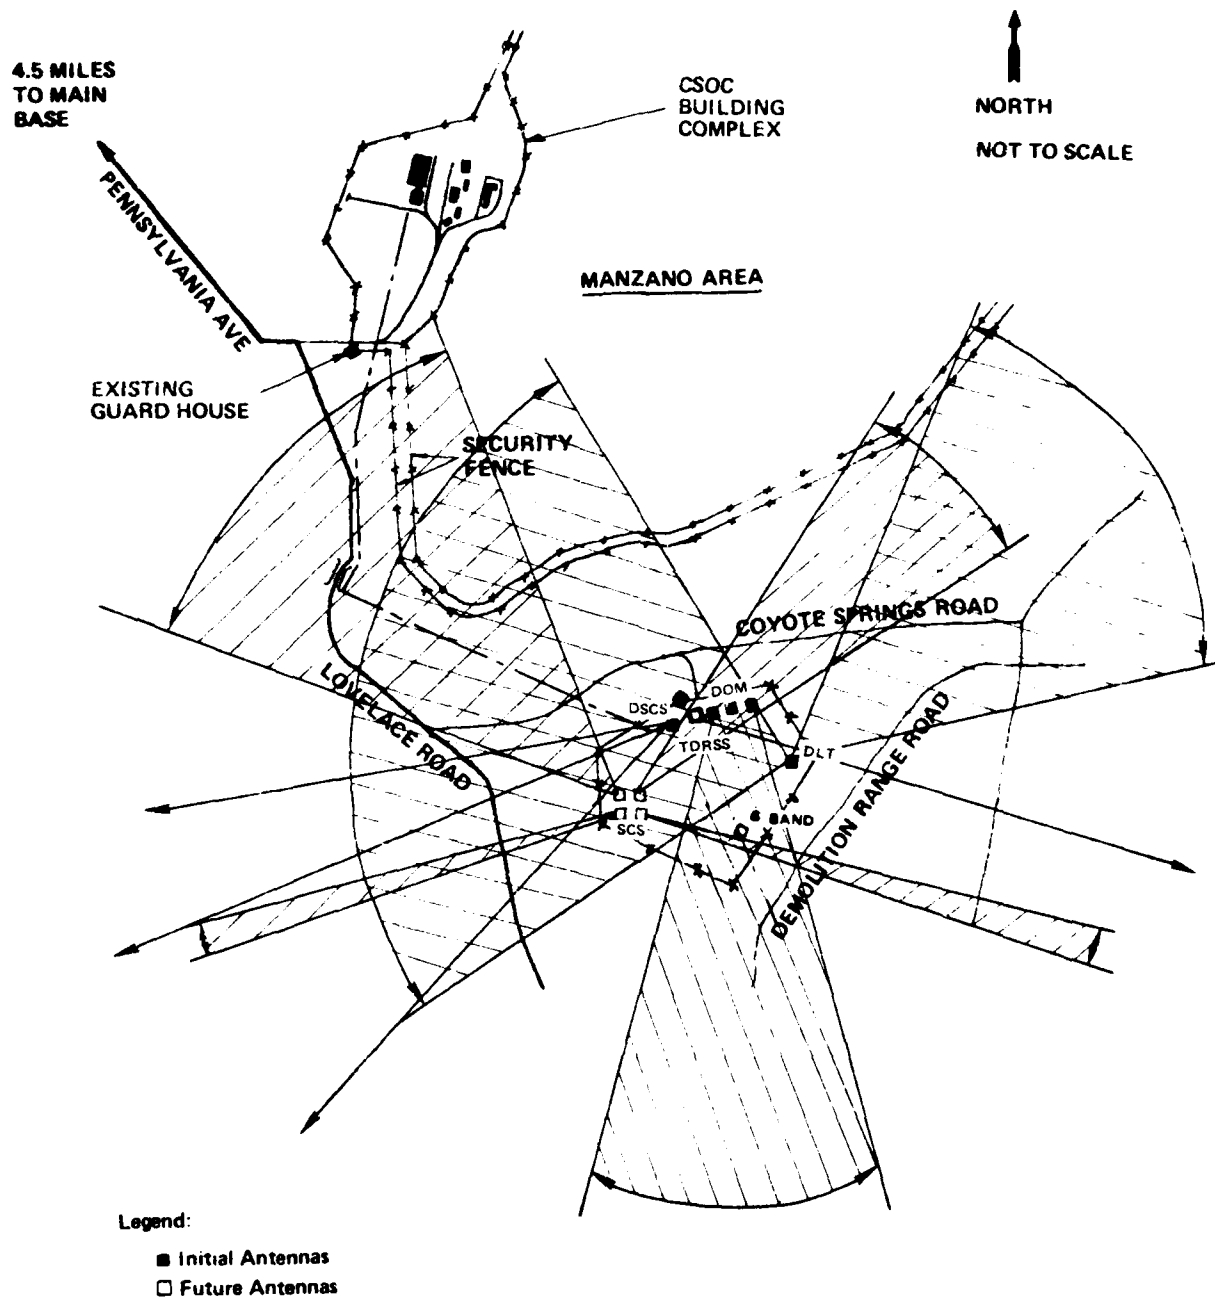 4.5 MILES
TO MAIN
BASE
CSOC
BUILDING
COMPLEX
NORTH
NOT TO SCALE
PENNSYLVANIA AVE
MANZANO AREA
EXISTING
GUARD HOUSE
SECURITY
FENCE
COYOTE SPRINGS ROAD
LOVELACE ROAD
DSCS
DOM
TDRSS
DLT
BAND
SCS
DEMOLITION RANGE ROAD
Legend:
Initial Antennas
Future Antennas